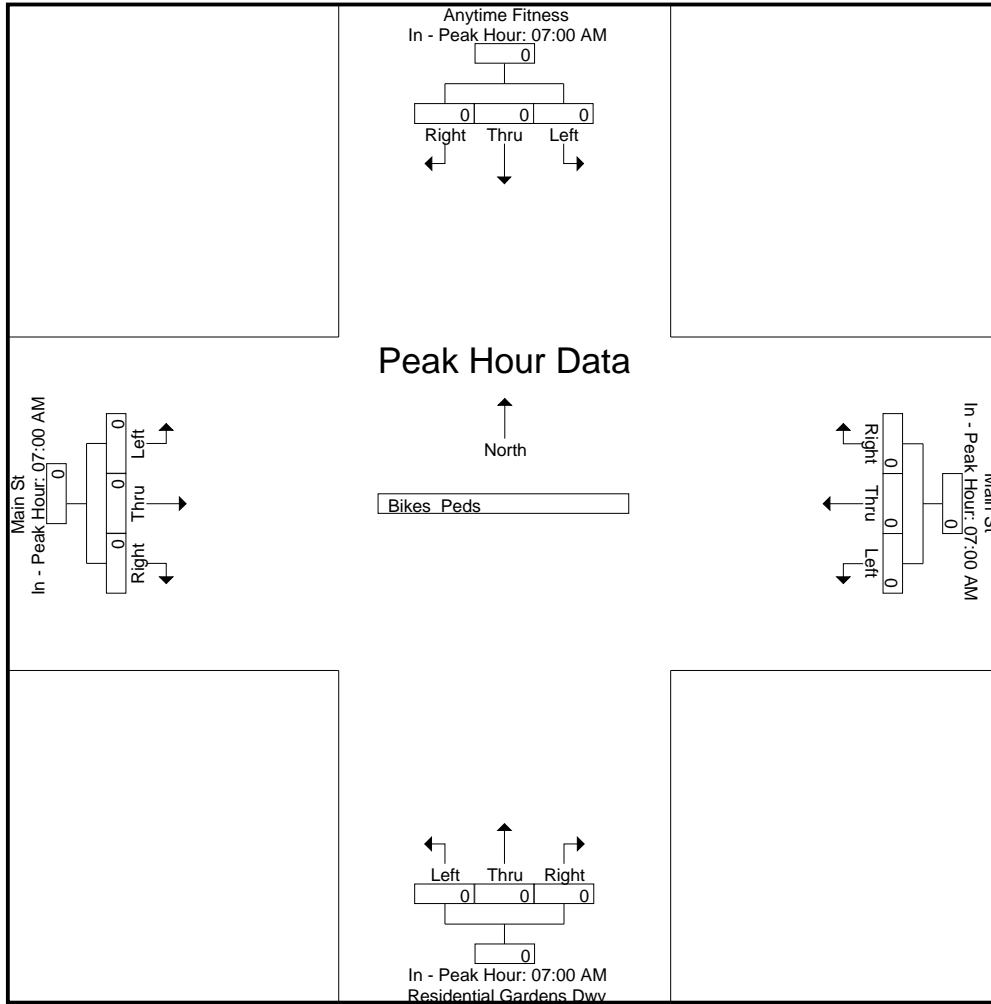 Anytime Fitness
In - Peak Hour: 07:00 AM
0
0 0 0
Right Thru Left
Peak Hour Data
North
Bikes Peds
Main St
In - Peak Hour: 07:00 AM
0
0 0 0
Left Thru Right
Main St
In - Peak Hour: 07:00 AM
0
0 0 0
Right Thru Left
Left Thru Right
0 0 0
0
In - Peak Hour: 07:00 AM
Residential Gardens Dwy